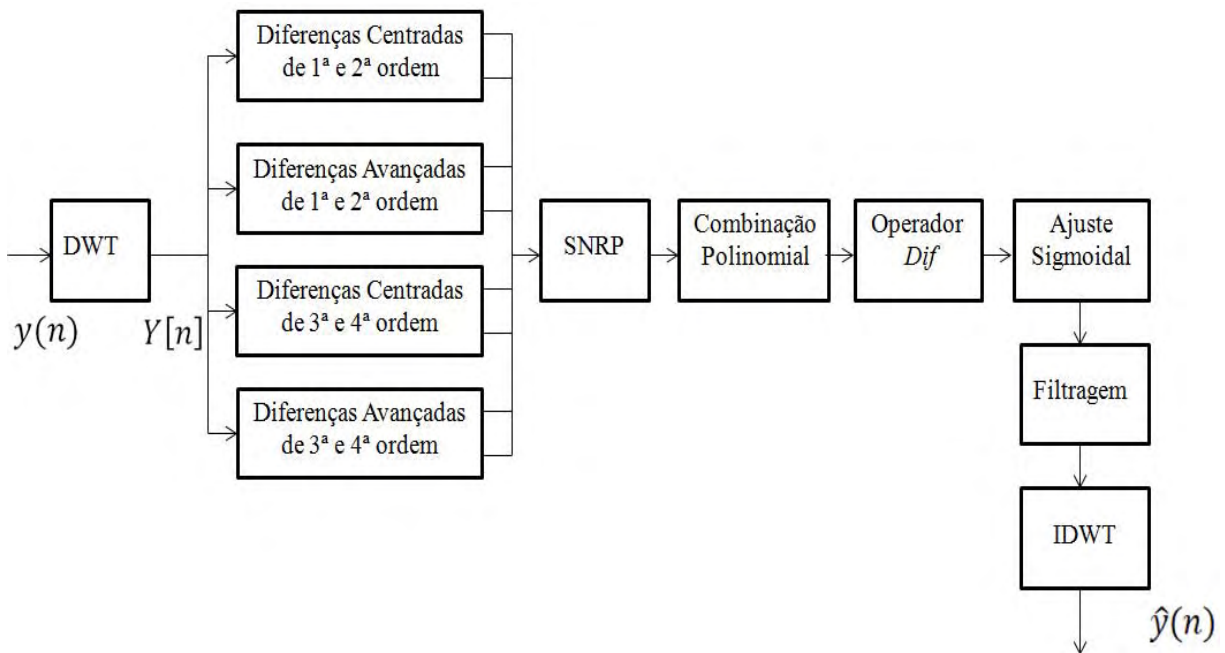 Diferenças Centradas
de 1ª e 2ª ordem
Diferenças Avançadas
de 1ª e 2ª ordem
DWT
y(n)
Y[n]
Diferenças Centradas
de 3ª e 4ª ordem
Diferenças Avançadas
de 3ª e 4ª ordem
SNRP
Combinação
Polinomial
Operador
Dif
Ajuste
Sigmoidal
Filtragem
IDWT
ŷ(n)